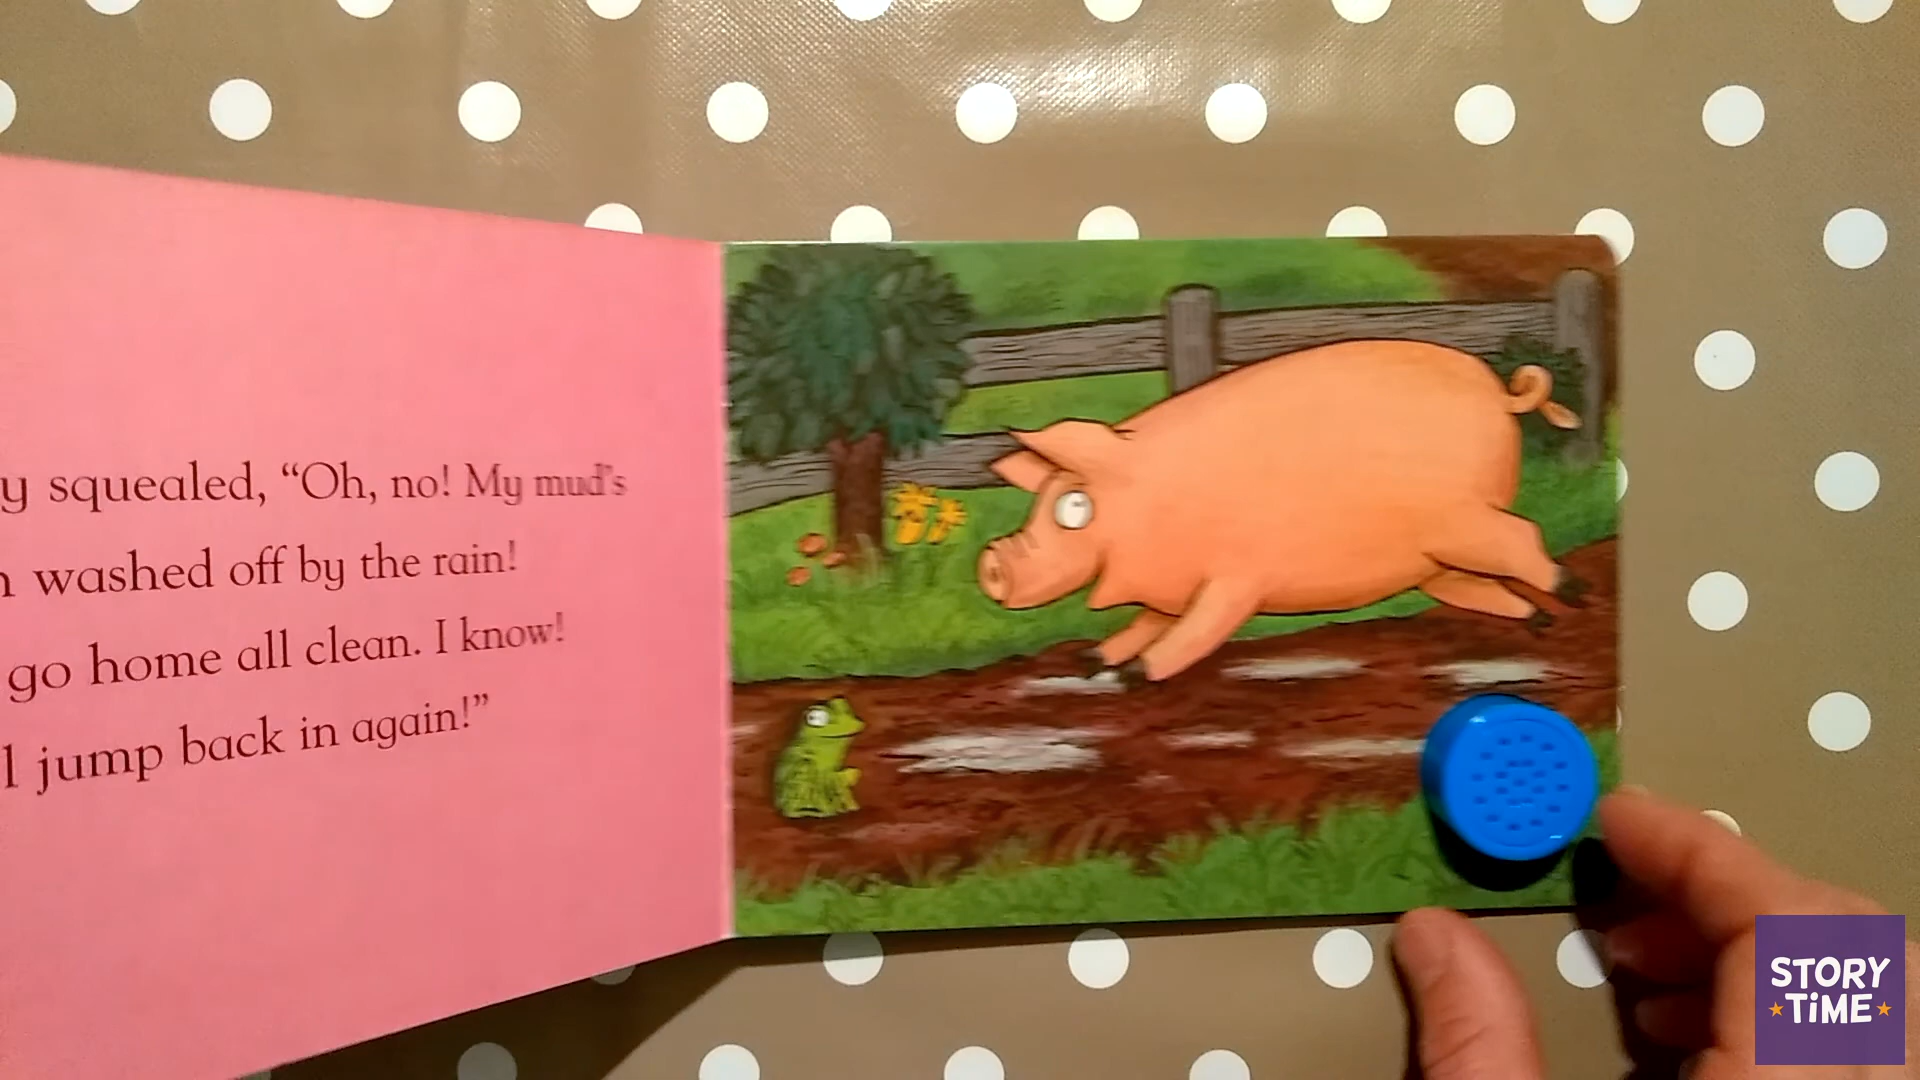 squealed, “Oh, no! My mud's
washed off by the rain!
go home all clean. I know!
jump back in again!”
STORY
TiME